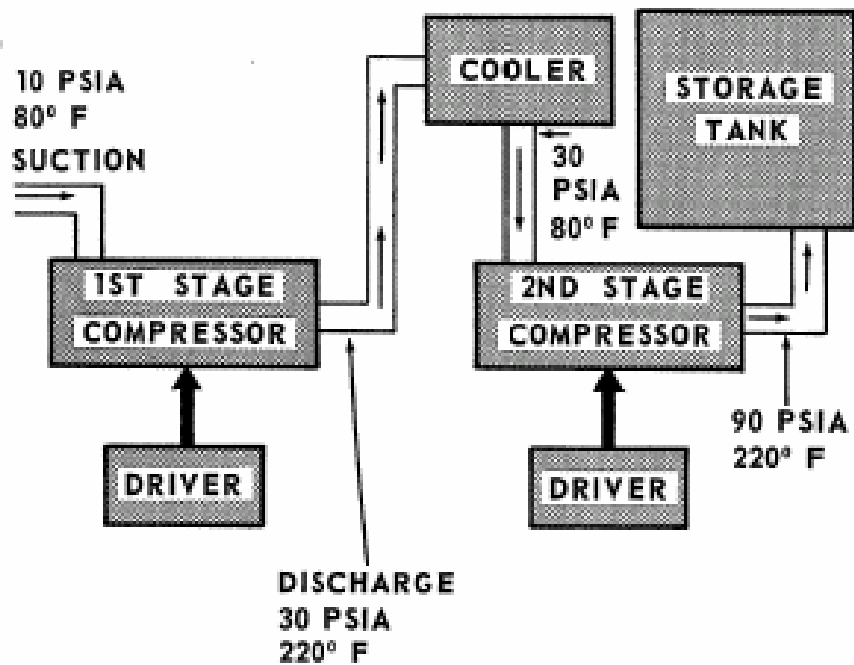 10 PSIA
80° F
SUCTION
1ST STAGE
COMPRESSOR
DRIVER
DISCHARGE
30 PSIA
220° F
COOLER
30
PSIA
80° F
2ND STAGE
COMPRESSOR
DRIVER
90 PSIA
220° F
STORAGE
TANK